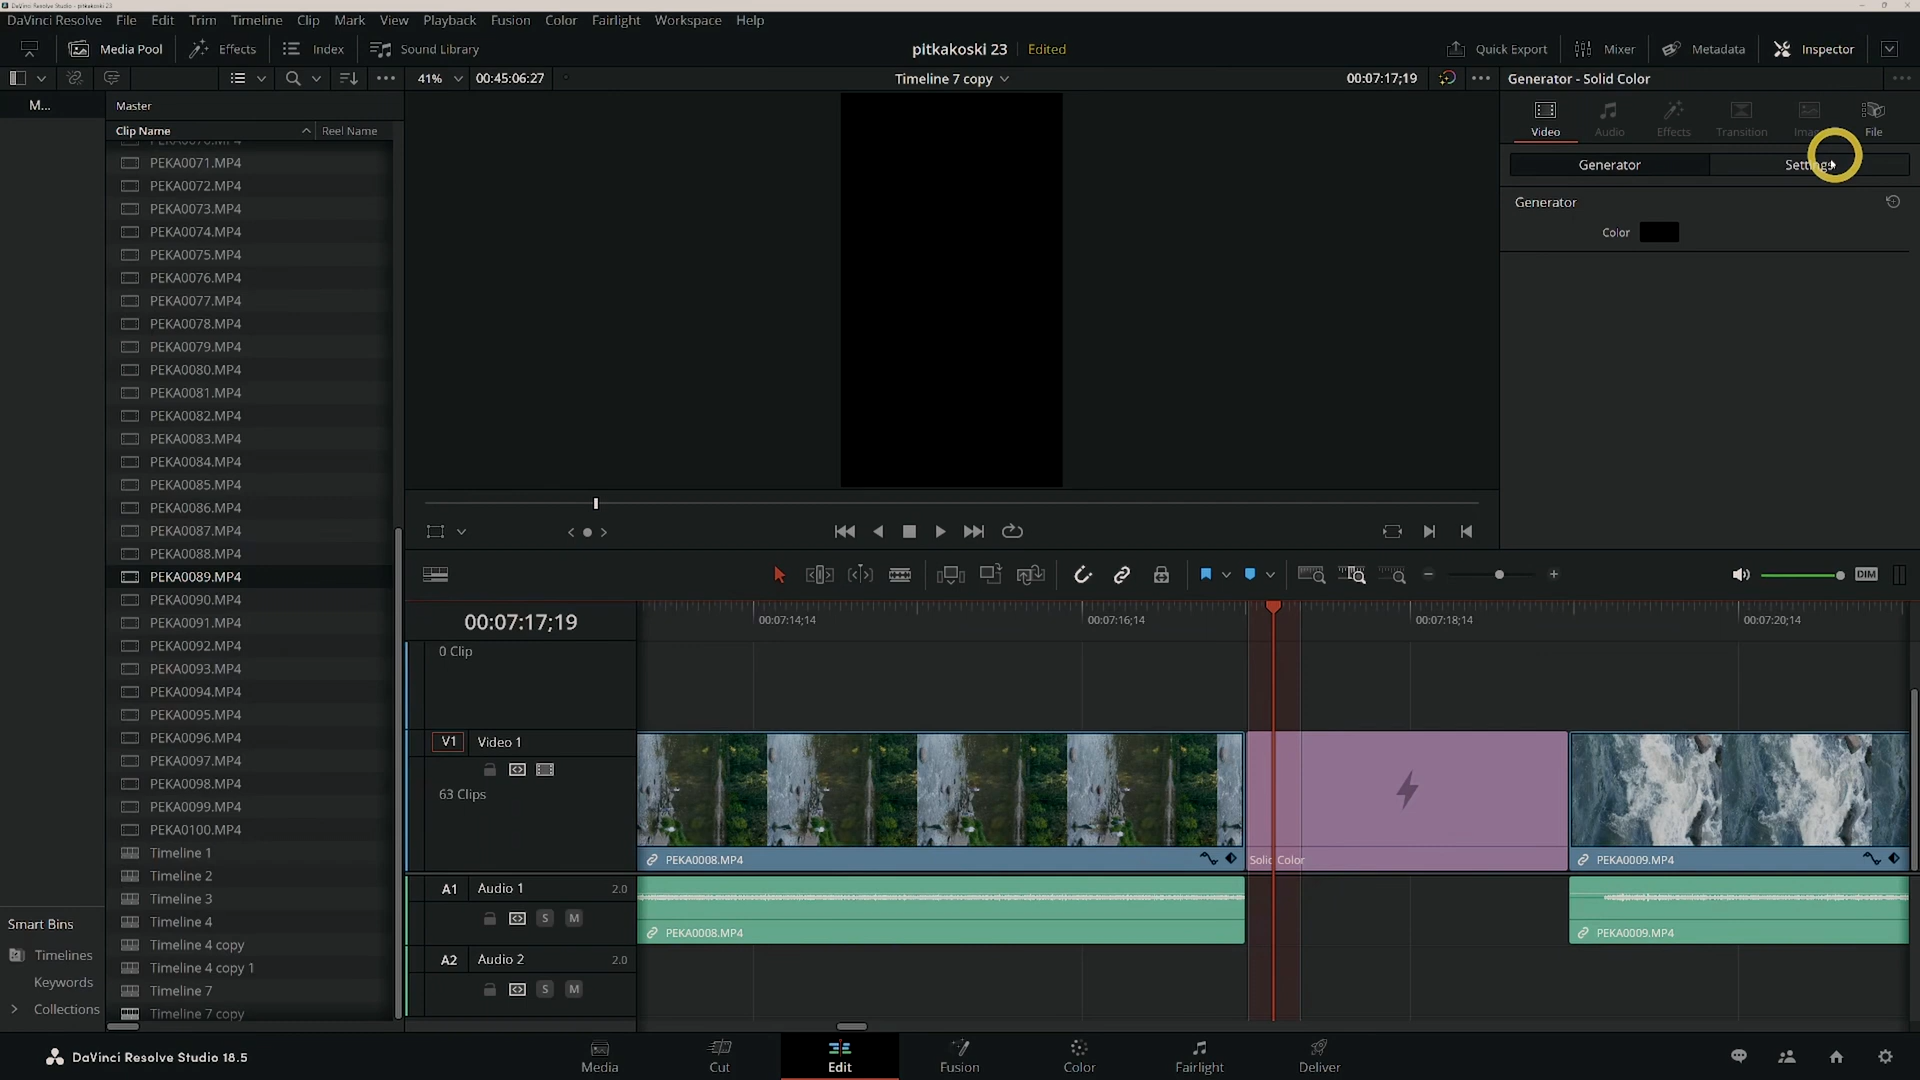 DaVinci Resolve Studio - pitkakoski 23
DaVinci Resolve File Edit Trim Timeline Clip Mark View Playback Fusion Color Fairlight Workspace Help
Media Pool Effects Index Sound Library pitkakoski 23 Edited Quick Export Mixer Metadata Inspector
41% 00:45:06:27 Timeline 7 copy 00:07:17;19 Generator - Solid Color
M... Master
Clip Name Reel Name
Video Audio Effects Transition File
Generator Settings
Generator
Color
PEKA0070.MP4
PEKA0071.MP4
PEKA0072.MP4
PEKA0073.MP4
PEKA0074.MP4
PEKA0075.MP4
PEKA0076.MP4
PEKA0077.MP4
PEKA0078.MP4
PEKA0079.MP4
PEKA0080.MP4
PEKA0081.MP4
PEKA0082.MP4
PEKA0083.MP4
PEKA0084.MP4
PEKA0085.MP4
PEKA0086.MP4
PEKA0087.MP4
PEKA0088.MP4
PEKA0089.MP4
PEKA0090.MP4
PEKA0091.MP4
PEKA0092.MP4
PEKA0093.MP4
PEKA0094.MP4
PEKA0095.MP4
PEKA0096.MP4
PEKA0097.MP4
PEKA0098.MP4
PEKA0099.MP4
PEKA0100.MP4
Timeline 1
Timeline 2
Timeline 3
Timeline 4
Timeline 4 copy
Timeline 4 copy 1
Timeline 7
Timeline 7 copy
Smart Bins
Timelines
Keywords
Collections
DIM
00:07:17;19 00:07:14;14 00:07:16;14 00:07:18;14 00:07:20;14
0 Clip
V1 Video 1
63 Clips
PEKA0008.MP4 Solid Color PEKA0009.MP4
A1 Audio 1 2.0
S M
PEKA0008.MP4 PEKA0009.MP4
A2 Audio 2 2.0
S M
DaVinci Resolve Studio 18.5
Media Cut Edit Fusion Color Fairlight Deliver